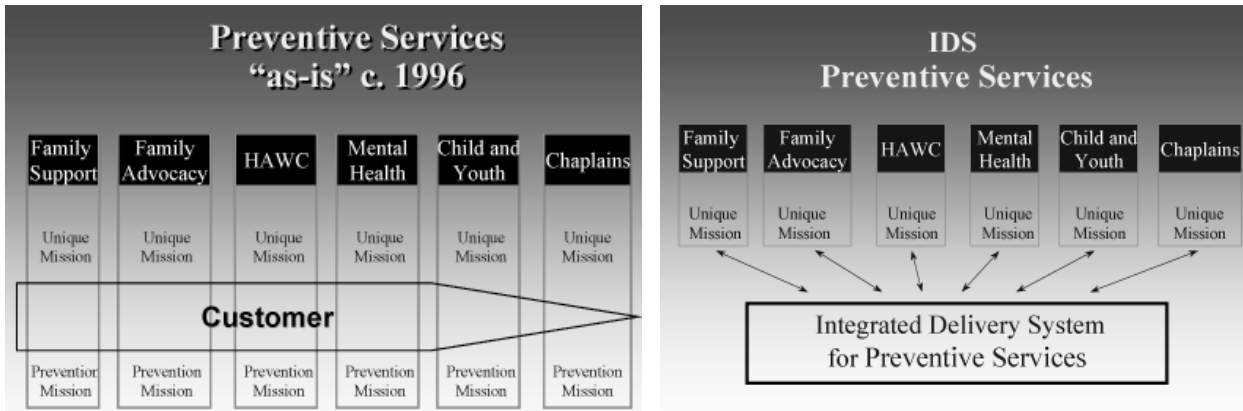 Preventive Services
“as-is” c. 1996
Family
Support
Family
Advocacy
HAWC
Mental
Health
Child and
Youth
Chaplains
Unique
Mission
Unique
Mission
Unique
Mission
Unique
Mission
Unique
Mission
Unique
Mission
Customer
Prevention
Mission
Prevention
Mission
Prevention
Mission
Prevention
Mission
Prevention
Mission
Prevention
Mission
IDS
Preventive Services
Family
Support
Family
Advocacy
HAWC
Mental
Health
Child and
Youth
Chaplains
Unique
Mission
Unique
Mission
Unique
Mission
Unique
Mission
Unique
Mission
Unique
Mission
Integrated Delivery System
for Preventive Services